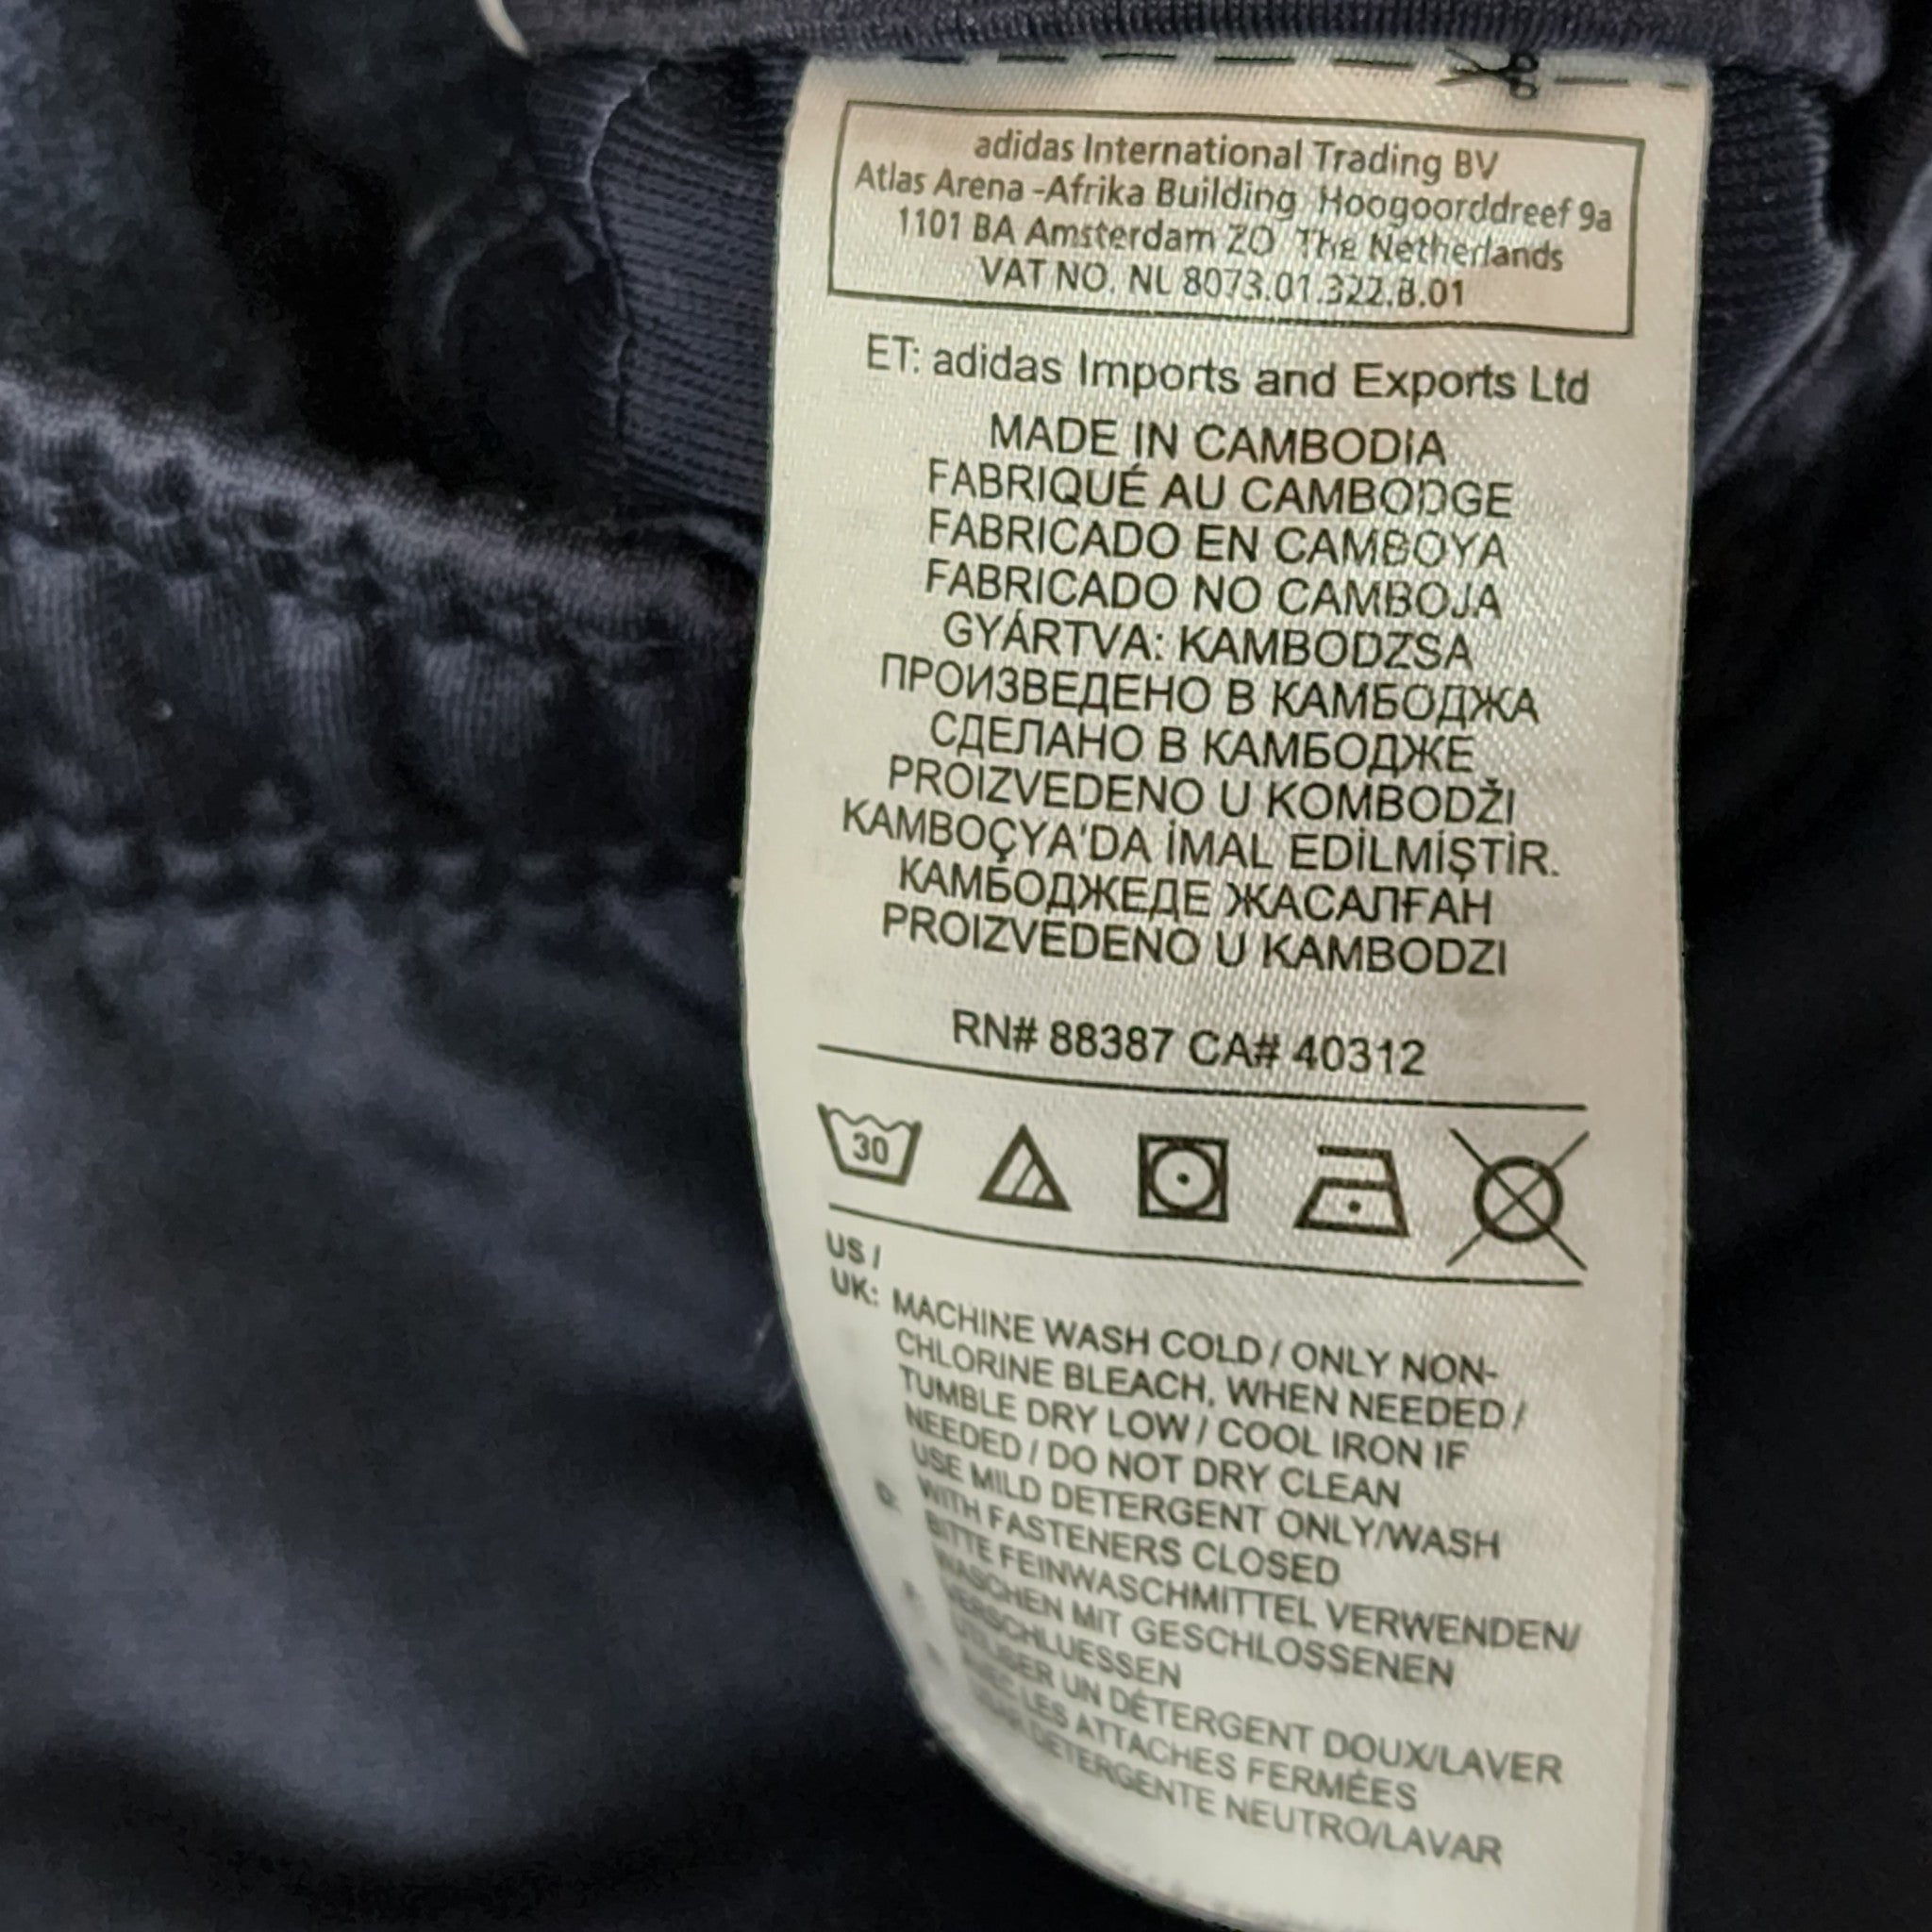 adidas International Trading BV
Atlas Arena -Afrika Building Hoogoorddreef 9a
1101 BA Amsterdam ZO The Netherlands
VAT NO. NL 8073.01.322.B.01
ET: adidas Imports and Exports Ltd
MADE IN CAMBODIA
FABRIQUÉ AU CAMBODGE
FABRICADO EN CAMBOYA
FABRICADO NO CAMBOJA
GYÁRTVA: KAMBODZSA
ПРОИЗВЕДЕНО В КАМБОДЖА
СДЕЛАНО В КАМБОДЖЕ
PROIZVEDENO U KOMBODŽI
KAMBOÇYA'DA İMAL EDİLMİŞTİR.
КАМБОДЖЕДЕ ЖАСАЛҒАН
PROIZVEDENO U KAMBODZI
RN# 88387 CA# 40312
30
US /
UK: MACHINE WASH COLD / ONLY NON-
CHLORINE BLEACH, WHEN NEEDED /
TUMBLE DRY LOW / COOL IRON IF
NEEDED / DO NOT DRY CLEAN
USE MILD DETERGENT ONLY/WASH
WITH FASTENERS CLOSED
D: BITTE FEINWASCHMITTEL VERWENDEN/
WASCHEN MIT GESCHLOSSENEN
VERSCHLUESSEN
F: UTILISER UN DÉTERGENT DOUX/LAVER
AVEC LES ATTACHES FERMÉES
DETERGENTE NEUTRO/LAVAR